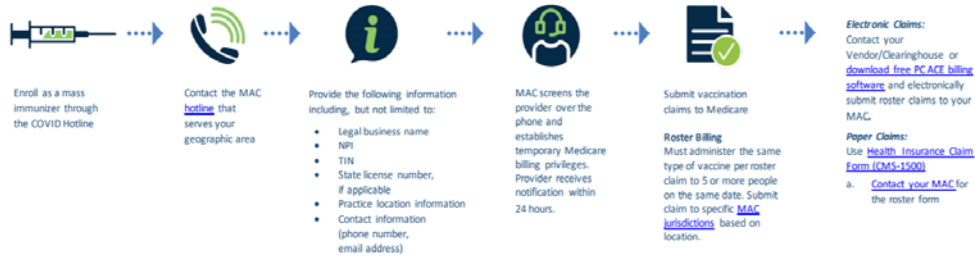 Enroll as a mass
immunizer through
the COVID Hotline
Contact the MAC
hotline that
serves your
geographic area
Provide the following information
including, but not limited to:
• Legal business name
• NPI
• TIN
• State license number,
if applicable
• Practice location information
• Contact information
(phone number,
email address)
MAC screens the
provider over the
phone and
establishes
temporary Medicare
billing privileges.
Provider receives
notification within
24 hours.
Submit vaccination
claims to Medicare
Roster Billing
Must administer the same
type of vaccine per roster
claim to 5 or more people
on the same date. Submit
claim to specific MAC
jurisdictions based on
location.
Electronic Claims:
Contact your
Vendor/Clearinghouse or
download free PC ACE billing
software and electronically
submit roster claims to your
MAC.
Paper Claims:
Use Health Insurance Claim
Form (CMS-1500)
a. Contact your MAC for
the roster form